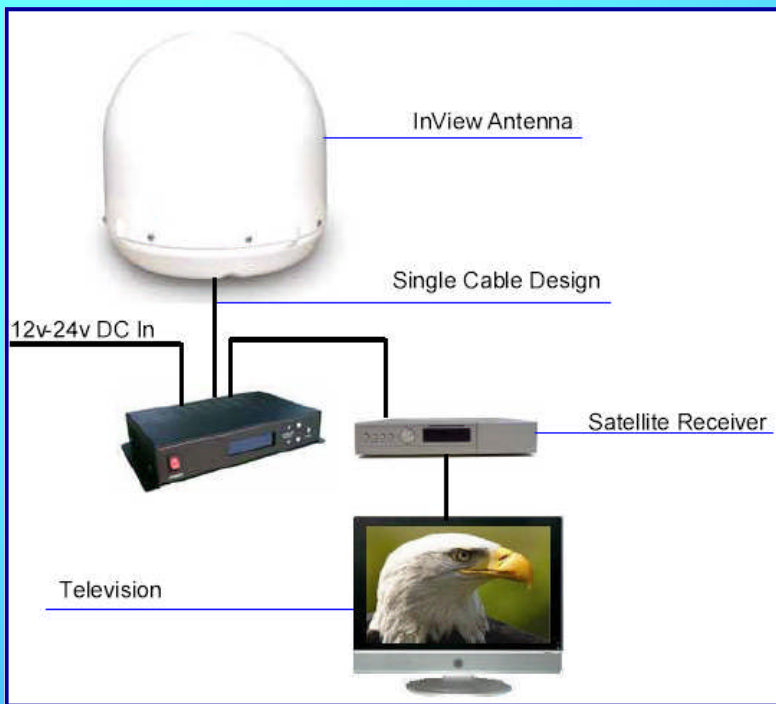 InView Antenna
Single Cable Design
12v-24v DC In
Satellite Receiver
Television